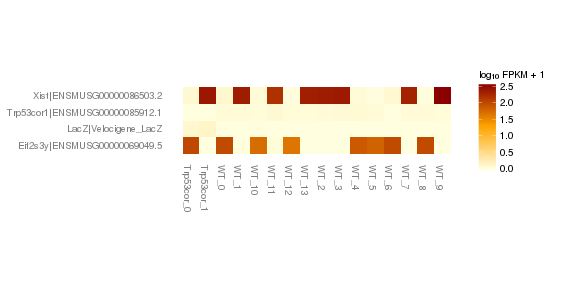 log₁₀ FPKM + 1
2.5
2.0
1.5
1.0
0.5
0.0
Xist|ENSMUSG00000086503.2
Trp53cor1|ENSMUSG00000085912.1
LacZ|Velocigene_LacZ
Eif2s3y|ENSMUSG00000069049.5
Trp53cor_0
Trp53cor_1
WT_0
WT_1
WT_10
WT_11
WT_12
WT_13
WT_2
WT_3
WT_4
WT_5
WT_6
WT_7
WT_8
WT_9